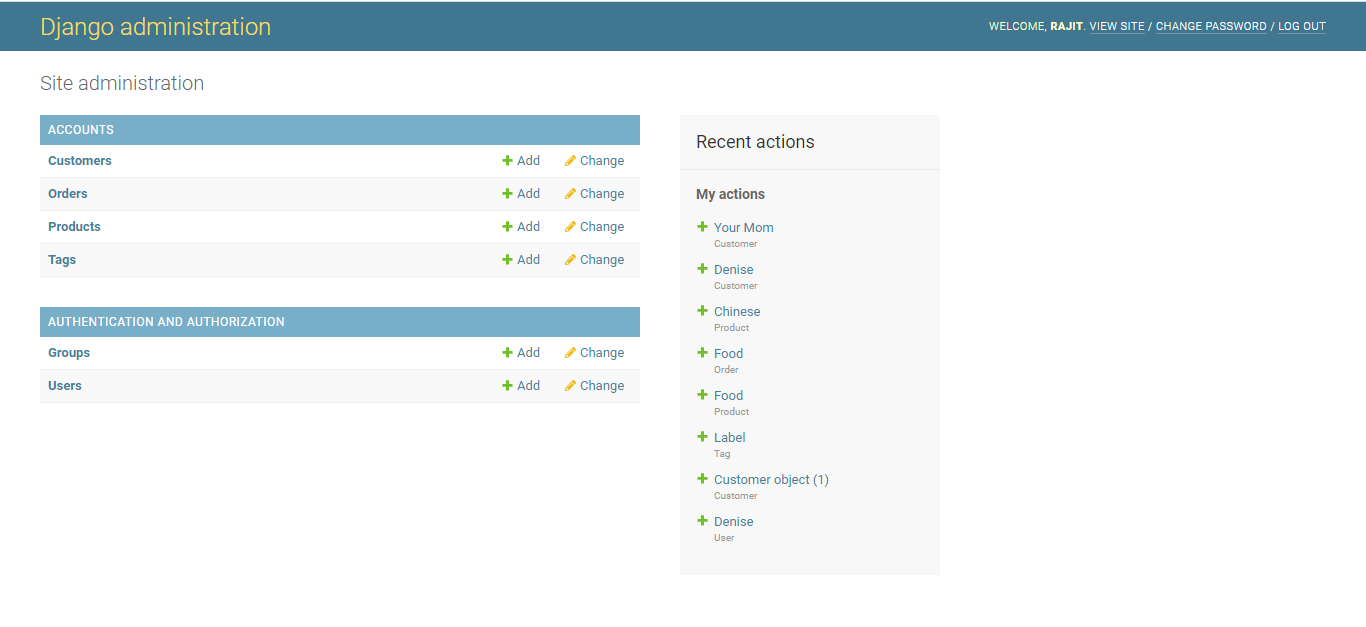 Django administration
WELCOME, RAJIT. VIEW SITE / CHANGE PASSWORD / LOG OUT
Site administration
ACCOUNTS
Customers Add Change
Orders Add Change
Products Add Change
Tags Add Change
AUTHENTICATION AND AUTHORIZATION
Groups Add Change
Users Add Change
Recent actions
My actions
Your Mom
Customer
Denise
Customer
Chinese
Product
Food
Order
Food
Product
Label
Tag
Customer object (1)
Customer
Denise
User